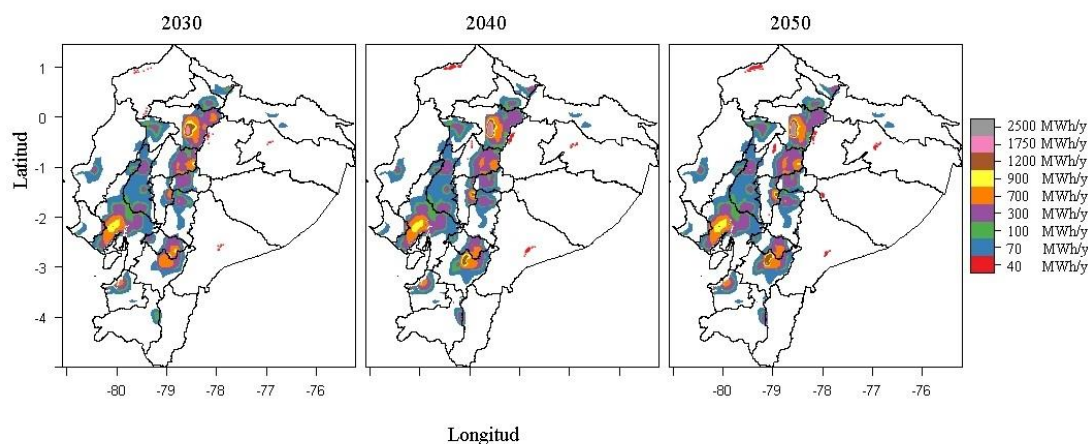 2030 2040 2050
Latitud
1
0
-1
-2
-3
-4
2500 MWh/y
1750 MWh/y
1200 MWh/y
900 MWh/y
700 MWh/y
300 MWh/y
100 MWh/y
70 MWh/y
40 MWh/y
-80 -79 -78 -77 -76 -80 -79 -78 -77 -76
Longitud